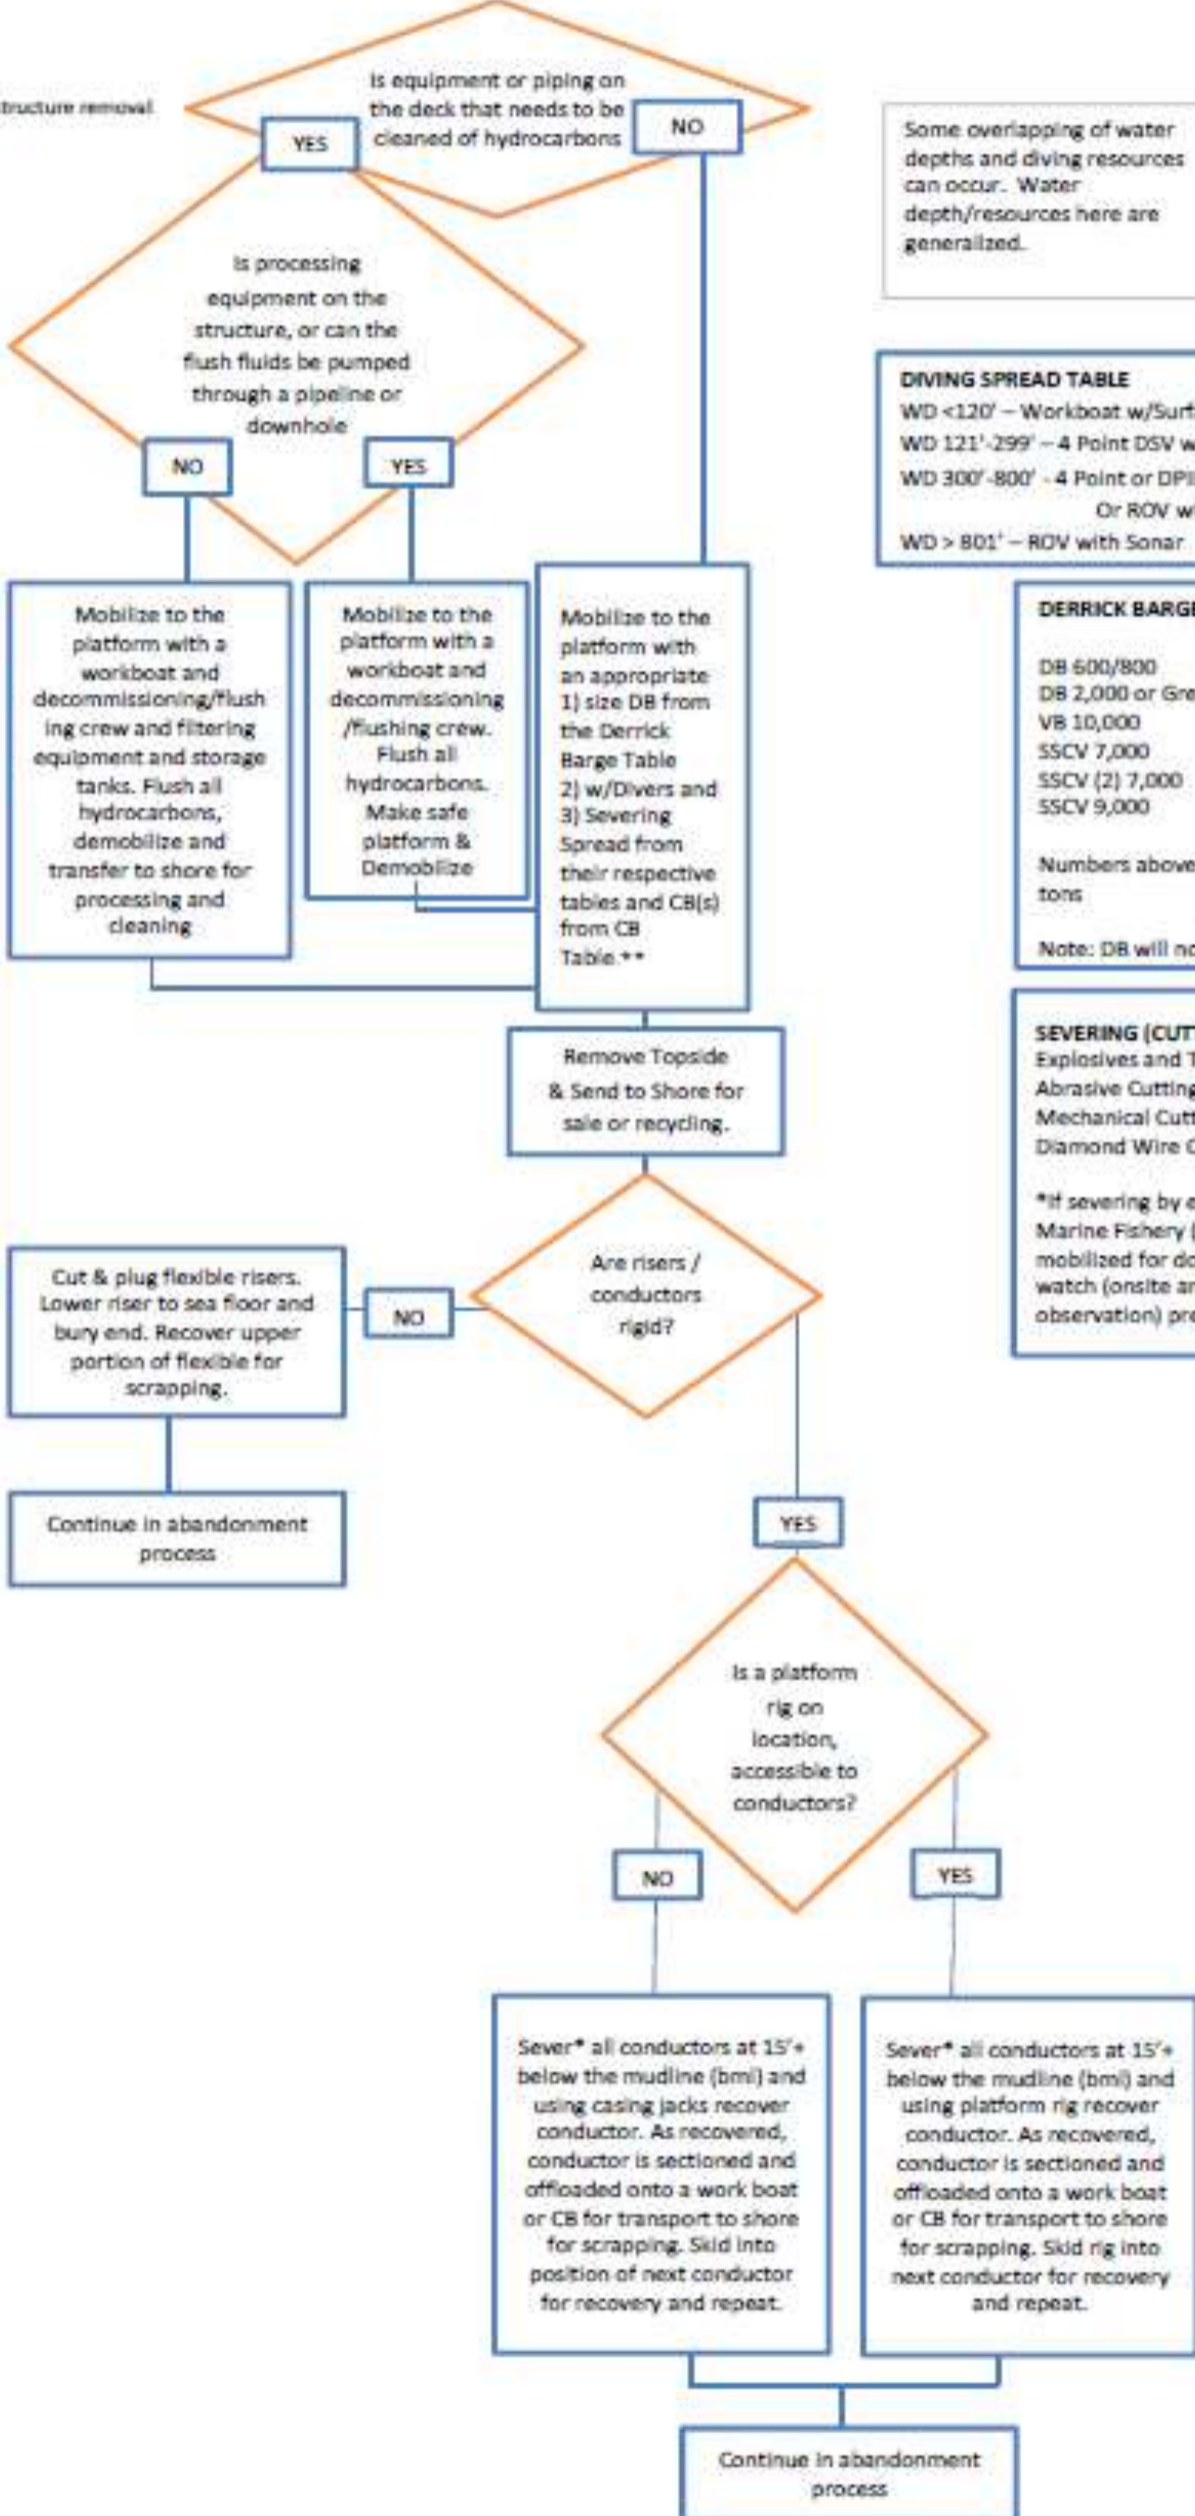 structure removal
Is equipment or piping on
the deck that needs to be
cleaned of hydrocarbons
YES
NO
Some overlapping of water
depths and diving resources
can occur. Water
depth/resources here are
generalized.
Is processing
equipment on the
structure, or can the
flush fluids be pumped
through a pipeline or
downhole
NO
YES
DIVING SPREAD TABLE
WD <120' – Workboat w/Surf
WD 121'-299' – 4 Point DSV w
WD 300'-800' - 4 Point or DPII
Or ROV wi
WD > 801' – ROV with Sonar
Mobilize to the
platform with a
workboat and
decommissioning/flush
ing crew and filtering
equipment and storage
tanks. Flush all
hydrocarbons,
demobilize and
transfer to shore for
processing and
cleaning
Mobilize to the
platform with a
workboat and
decommissioning
/flushing crew.
Flush all
hydrocarbons.
Make safe
platform &
Demobilize
Mobilize to the
platform with
an appropriate
1) size DB from
the Derrick
Barge Table
2) w/Divers and
3) Severing
Spread from
their respective
tables and CB(s)
from CB
Table.**
DERRICK BARGE
DB 600/800
DB 2,000 or Gre
VB 10,000
SSCV 7,000
SSCV (2) 7,000
SSCV 9,000
Numbers above
tons
Note: DB will no
Remove Topside
& Send to Shore for
sale or recycling.
SEVERING (CUTT
Explosives and T
Abrasive Cutting
Mechanical Cutt
Diamond Wire C
*If severing by e
Marine Fishery (
mobilized for do
watch (onsite ar
observation) pre
Are risers /
conductors
rigid?
NO
Cut & plug flexible risers.
Lower riser to sea floor and
bury end. Recover upper
portion of flexible for
scrapping.
Continue in abandonment
process
YES
Is a platform
rig on
location,
accessible to
conductors?
NO
YES
Sever* all conductors at 15'+
below the mudline (bml) and
using casing jacks recover
conductor. As recovered,
conductor is sectioned and
offloaded onto a work boat
or CB for transport to shore
for scrapping. Skid into
position of next conductor
for recovery and repeat.
Sever* all conductors at 15'+
below the mudline (bml) and
using platform rig recover
conductor. As recovered,
conductor is sectioned and
offloaded onto a work boat
or CB for transport to shore
for scrapping. Skid rig into
next conductor for recovery
and repeat.
Continue in abandonment
process